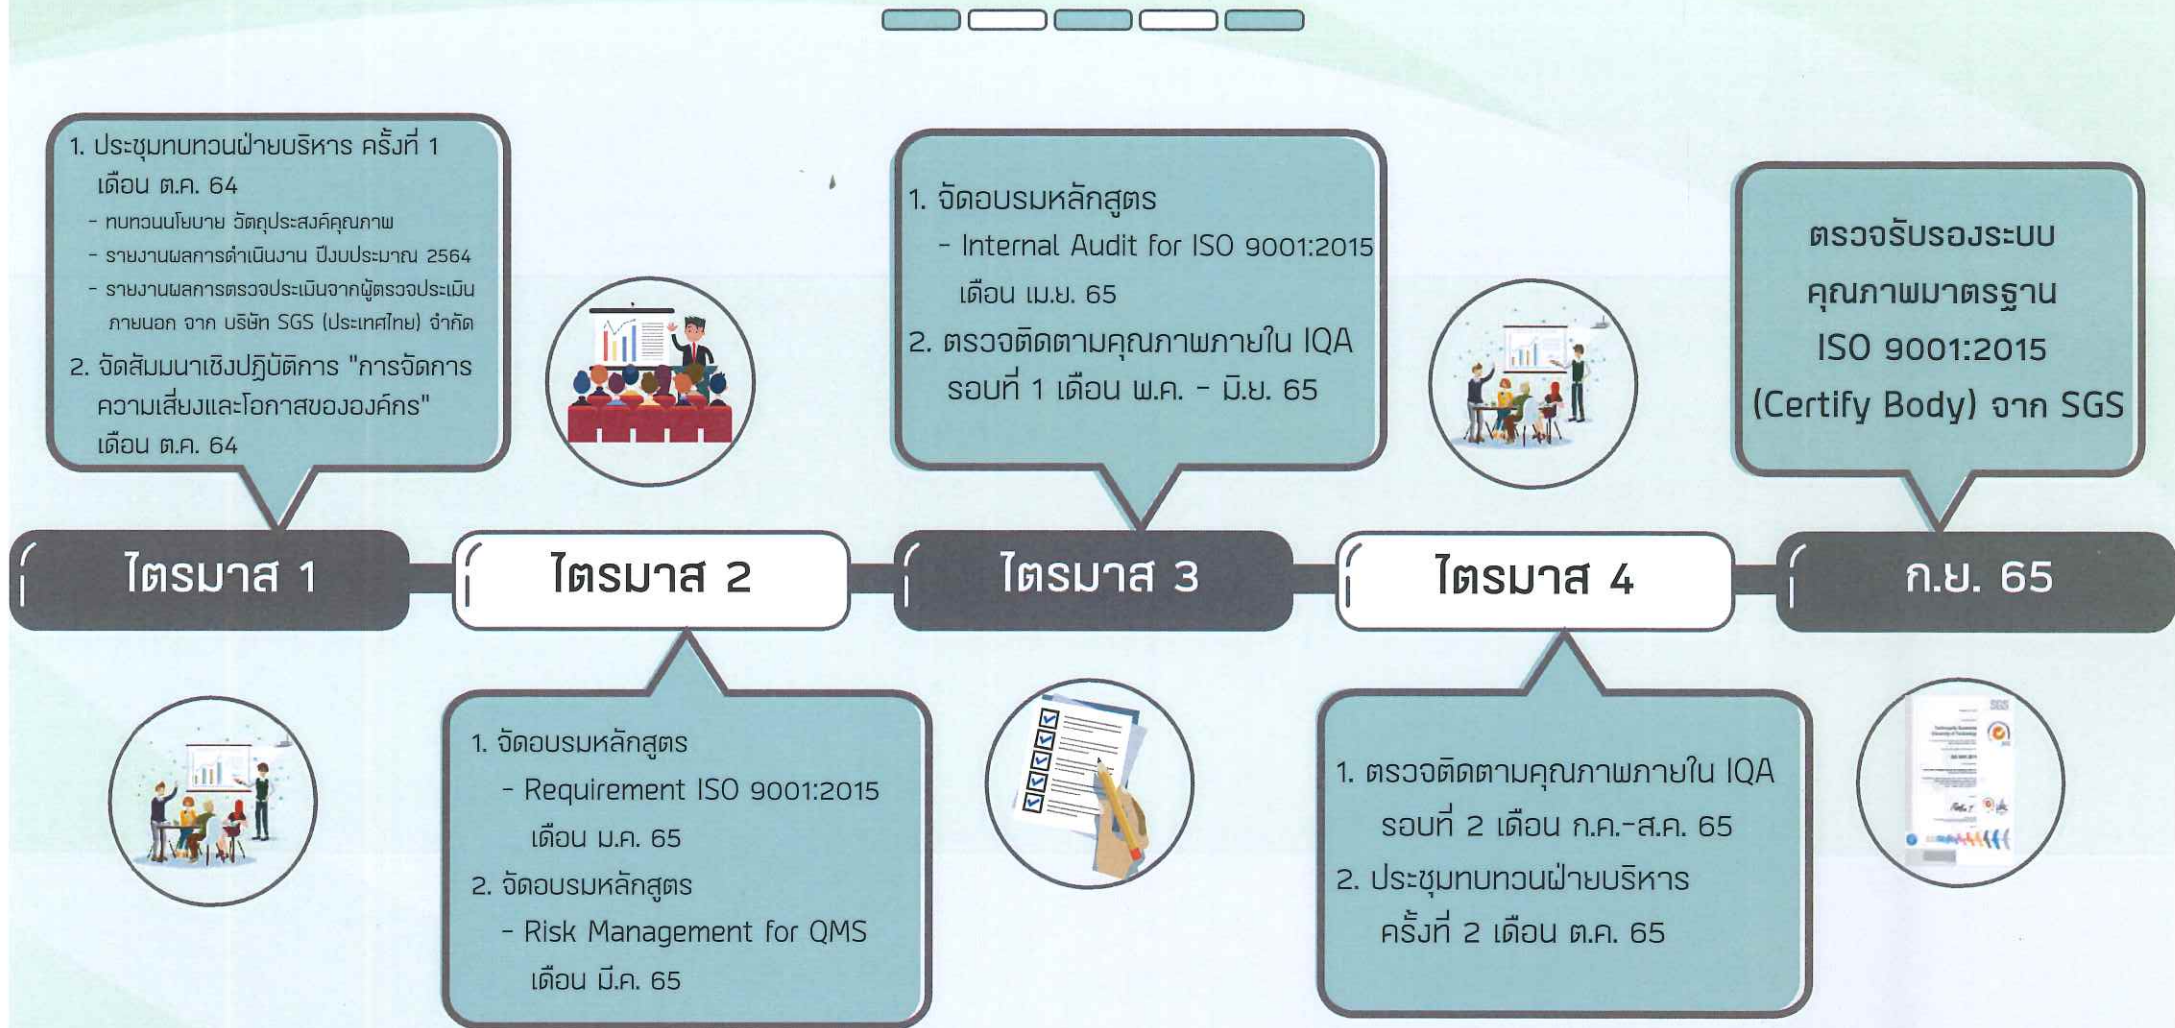 1. ประชุมทบทวนฝ่ายบริหาร ครั้งที่ 1
เดือน ต.ค. 64
- ทบทวนนโยบาย วัตถุประสงค์คุณภาพ
- รายงานผลการดำเนินงาน ปีงบประมาณ 2564
- รายงานผลการตรวจประเมินจากผู้ตรวจประเมิน
ภายนอก จาก บริษัท SGS (ประเทศไทย) จำกัด
2. จัดสัมมนาเชิงปฏิบัติการ "การจัดการ
ความเสี่ยงและโอกาสขององค์กร"
เดือน ต.ค. 64
1. จัดอบรมหลักสูตร
- Internal Audit for ISO 9001:2015
เดือน เม.ย. 65
2. ตรวจติดตามคุณภาพภายใน IQA
รอบที่ 1 เดือน พ.ค. - มิ.ย. 65
ตรวจรับรองระบบ
คุณภาพมาตรฐาน
ISO 9001:2015
(Certify Body) จาก SGS
ไตรมาส 1
ไตรมาส 2
ไตรมาส 3
ไตรมาส 4
ก.ย. 65
1. จัดอบรมหลักสูตร
- Requirement ISO 9001:2015
เดือน ม.ค. 65
2. จัดอบรมหลักสูตร
- Risk Management for QMS
เดือน มี.ค. 65
1. ตรวจติดตามคุณภาพภายใน IQA
รอบที่ 2 เดือน ก.ค.-ส.ค. 65
2. ประชุมทบทวนฝ่ายบริหาร
ครั้งที่ 2 เดือน ต.ค. 65
SGS